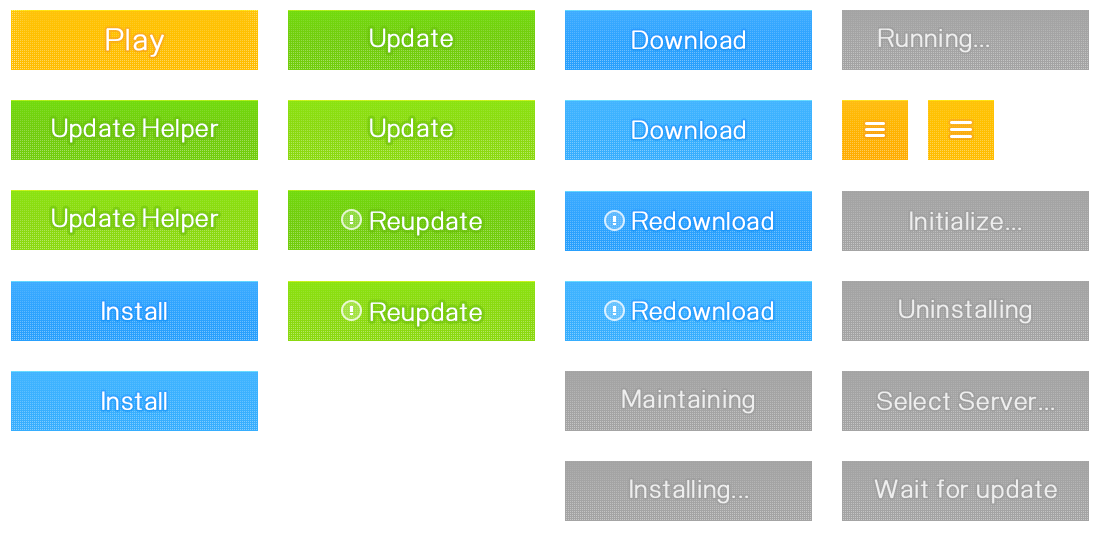 Play
Update
Download
Running...
Update Helper
Update
Download
Update Helper
Reupdate
Redownload
Initialize...
Install
Reupdate
Redownload
Uninstalling
Install
Maintaining
Select Server...
Installing...
Wait for update